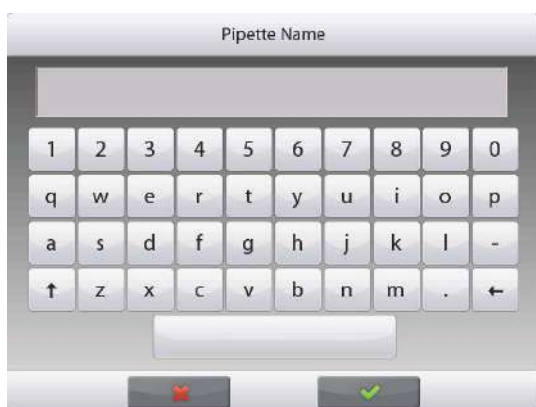 Pipette Name
1 2 3 4 5 6 7 8 9 0
q w e r t y u i o p
a s d f g h j k l -
↑ z x c v b n m . ←